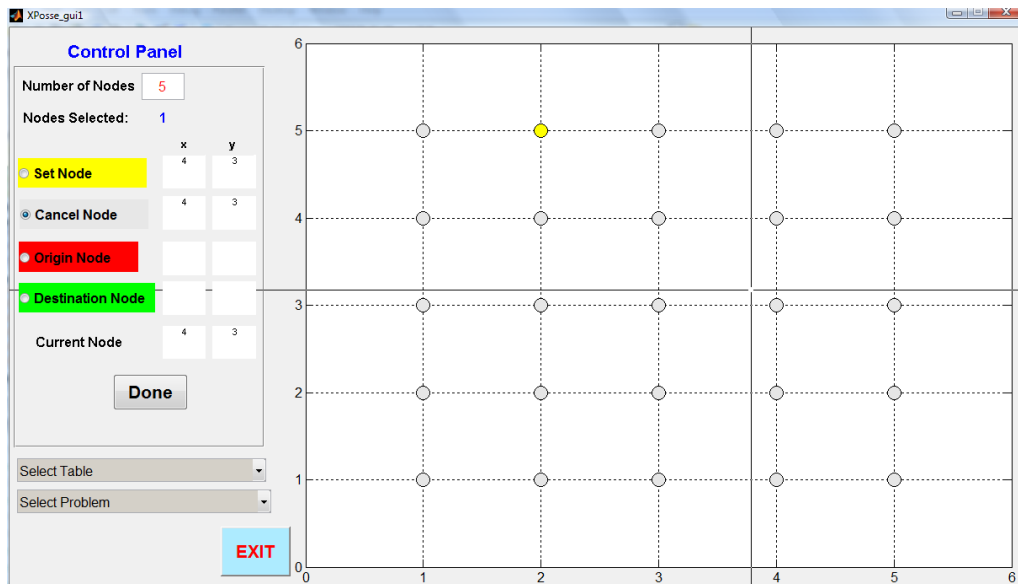 XPosse_gui1
Control Panel
Number of Nodes 5
Nodes Selected: 1
x y
Set Node 4 3
Cancel Node 4 3
Origin Node
Destination Node
Current Node 4 3
Done
Select Table
Select Problem
EXIT
6
5
4
3
2
1
0
0 1 2 3 4 5 6